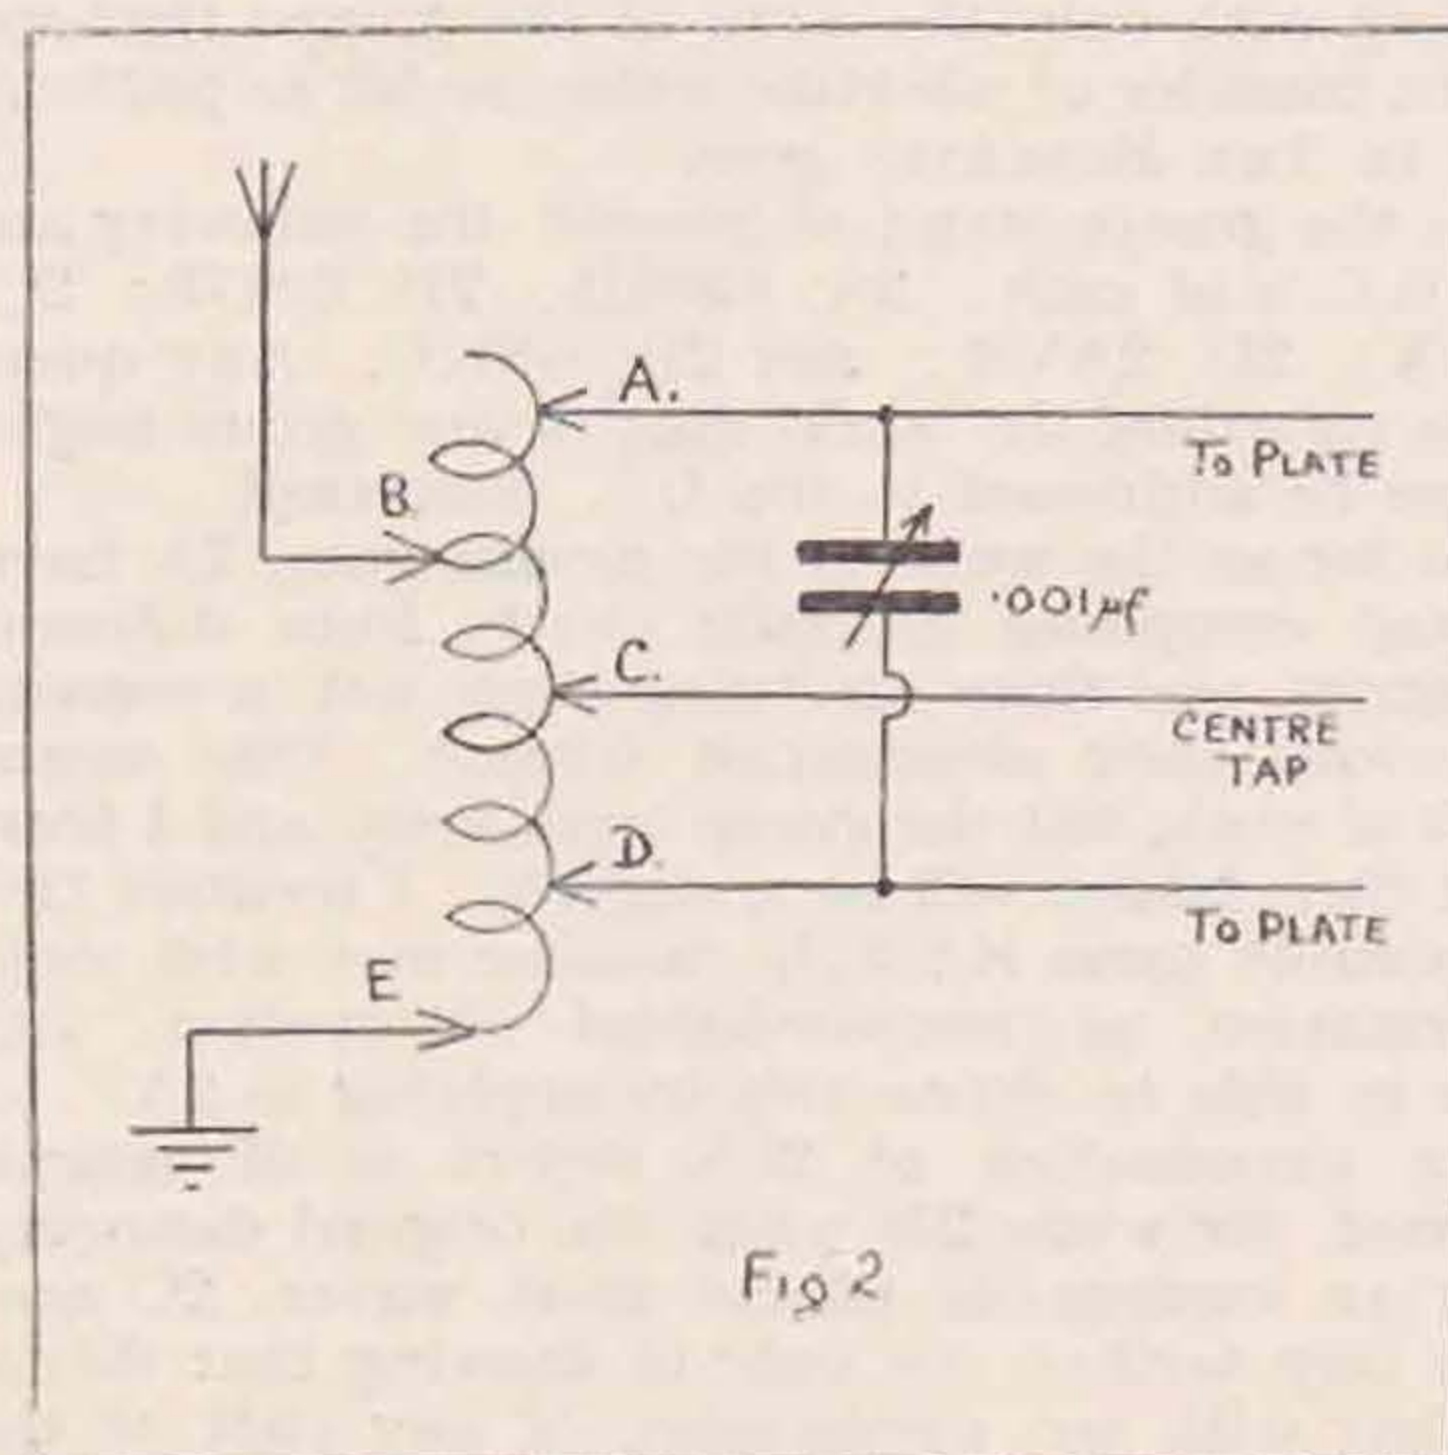 A.
To PLATE
B.
·001µf
C.
CENTRE
TAP
D.
To PLATE
E
Fig 2